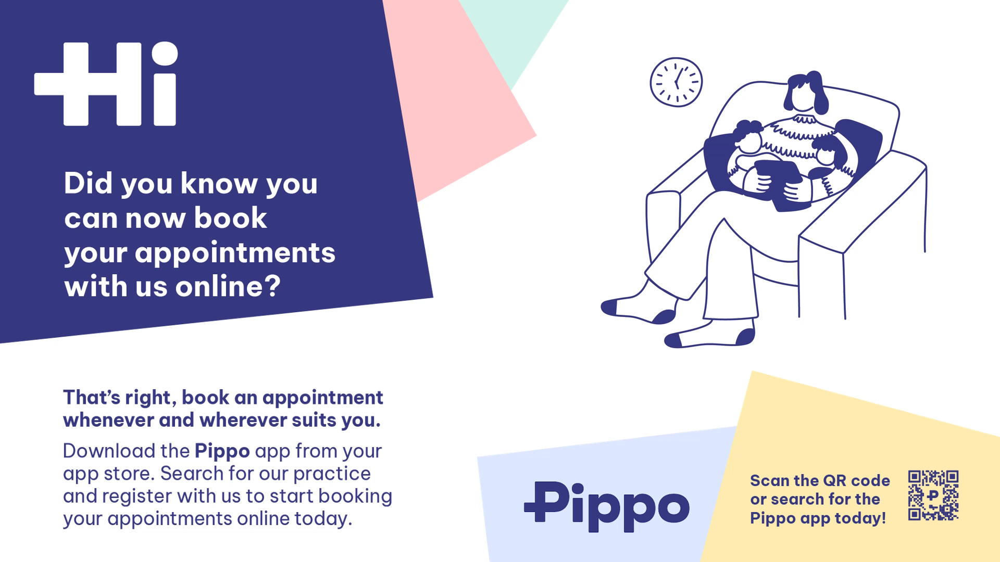 Hi
Did you know you
can now book
your appointments
with us online?
That’s right, book an appointment
whenever and wherever suits you.
Download the Pippo app from your
app store. Search for our practice
and register with us to start booking
your appointments online today.
Pippo
Scan the QR code
or search for the
Pippo app today!
P